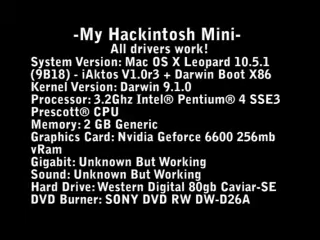 -My Hackintosh Mini-
All drivers work!
System Version: Mac OS X Leopard 10.5.1
(9B18) - iAktos V1.0r3 + Darwin Boot X86
Kernel Version: Darwin 9.1.0
Processor: 3.2Ghz Intel® Pentium® 4 SSE3
Prescott® CPU
Memory: 2 GB Generic
Graphics Card: Nvidia Geforce 6600 256mb
vRam
Gigabit: Unknown But Working
Sound: Unknown But Working
Hard Drive: Western Digital 80gb Caviar-SE
DVD Burner: SONY DVD RW DW-D26A